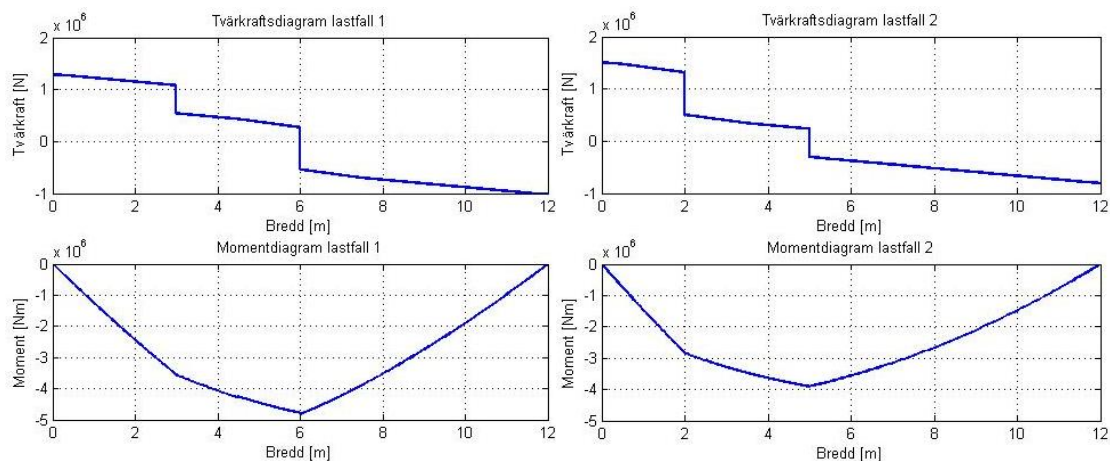 x 10^6
Tvärkraftsdiagram lastfall 1
2
1
0
-1
Tvärkraft [N]
0 2 4 6 8 10 12
Bredd [m]
x 10^6
Tvärkraftsdiagram lastfall 2
2
1
0
-1
Tvärkraft [N]
0 2 4 6 8 10 12
Bredd [m]
x 10^6
Momentdiagram lastfall 1
0
-1
-2
-3
-4
-5
Moment [Nm]
0 2 4 6 8 10 12
Bredd [m]
x 10^6
Momentdiagram lastfall 2
0
-1
-2
-3
-4
-5
Moment [Nm]
0 2 4 6 8 10 12
Bredd [m]